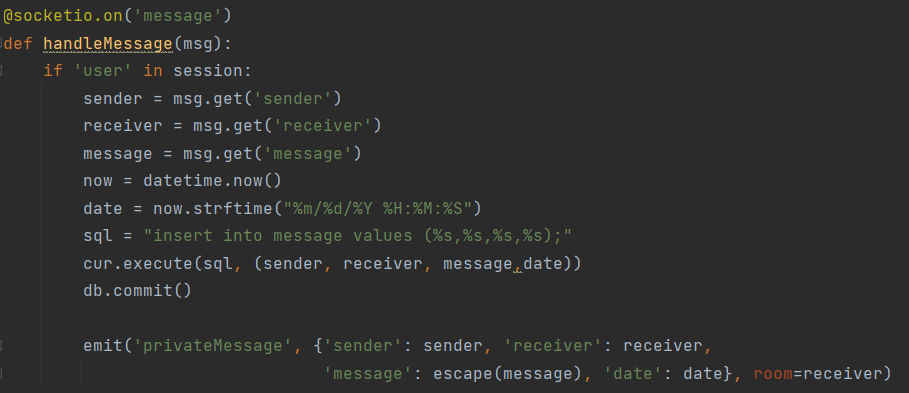 @socketio.on('message')
def handleMessage(msg):
    if 'user' in session:
        sender = msg.get('sender')
        receiver = msg.get('receiver')
        message = msg.get('message')
        now = datetime.now()
        date = now.strftime("%m/%d/%Y %H:%M:%S")
        sql = "insert into message values (%s,%s,%s,%s);"
        cur.execute(sql, (sender, receiver, message,date))
        db.commit()

        emit('privateMessage', {'sender': sender, 'receiver': receiver,
                                'message': escape(message), 'date': date}, room=receiver)